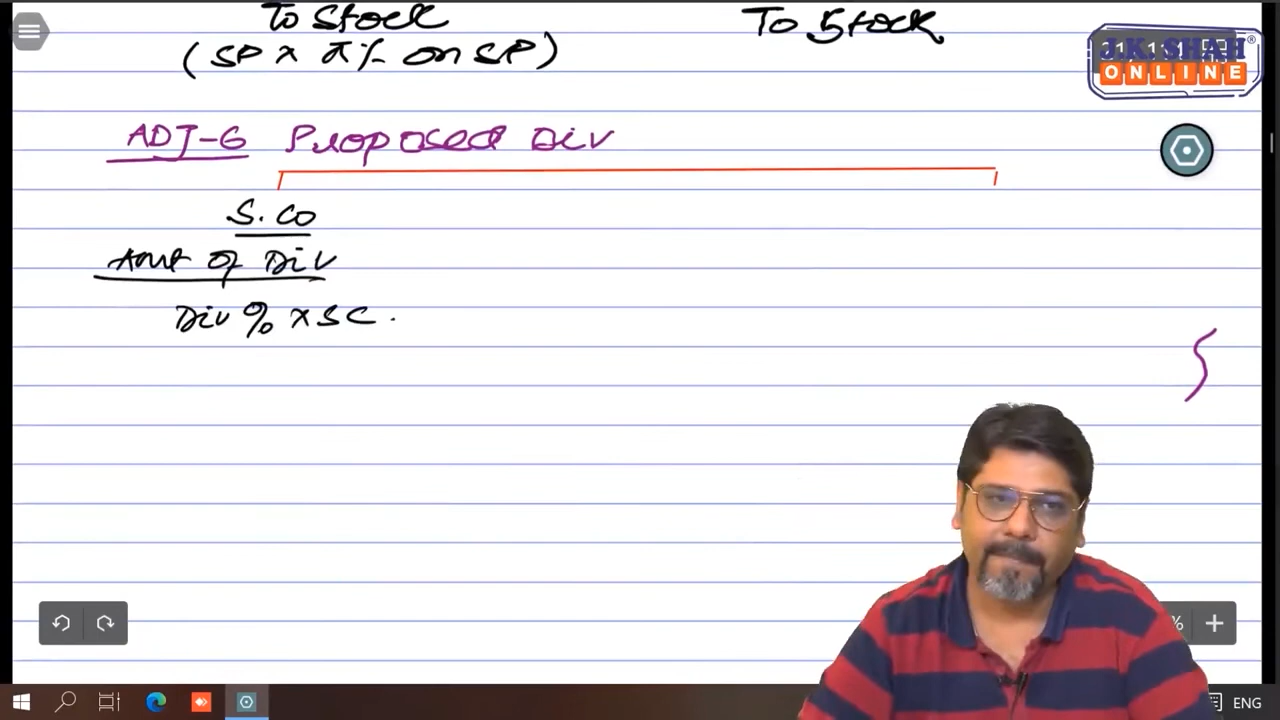 To Stock
To Stock
(SP x x% on SP)
J.K. SHAH®
ONLINE
ADJ-6 Proposed Div
S. Co
Amt of Div
Div % x SC.
%
ENG